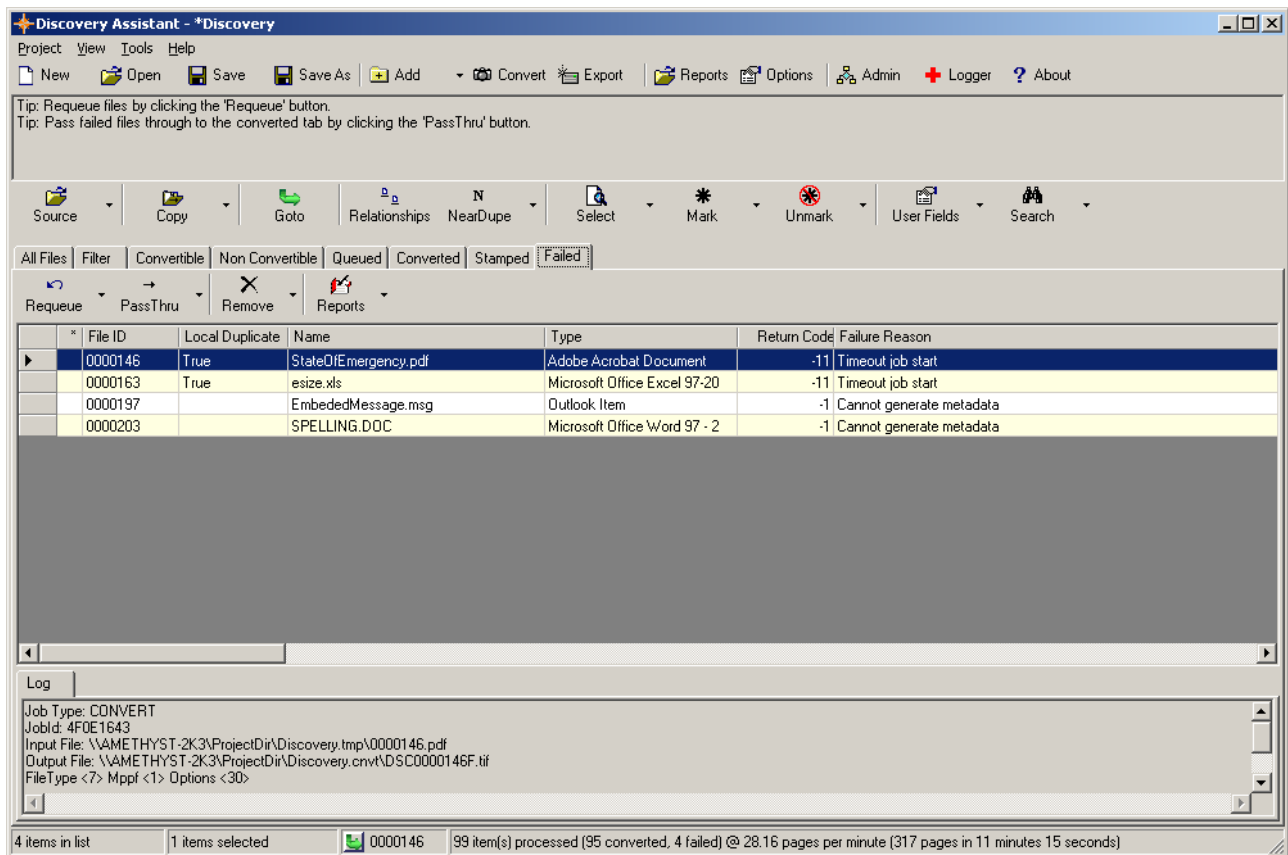 Discovery Assistant - *Discovery
Project View Tools Help
New Open Save Save As Add Convert Export Reports Options Admin Logger ? About
Tip: Requeue files by clicking the 'Requeue' button.
Tip: Pass failed files through to the converted tab by clicking the 'PassThru' button.
Source Copy Goto Relationships NearDupe Select Mark Unmark User Fields Search
All Files Filter Convertible Non Convertible Queued Converted Stamped Failed
Requeue PassThru Remove Reports
* File ID Local Duplicate Name Type Return Code Failure Reason
0000146 True StateOfEmergency.pdf Adobe Acrobat Document -11 Timeout job start
0000163 True esize.xls Microsoft Office Excel 97-20 -11 Timeout job start
0000197 EmbededMessage.msg Outlook Item -1 Cannot generate metadata
0000203 SPELLING.DOC Microsoft Office Word 97 - 2 -1 Cannot generate metadata
Log
Job Type: CONVERT
JobId: 4F0E1643
Input File: \\AMETHYST-2K3\ProjectDir\Discovery.tmp\0000146.pdf
Output File: \\AMETHYST-2K3\ProjectDir\Discovery.cnvt\DSC0000146F.tif
FileType <7> Mppf <1> Options <30>
4 items in list 1 items selected 0000146 99 item(s) processed (95 converted, 4 failed) @ 28.16 pages per minute (317 pages in 11 minutes 15 seconds)